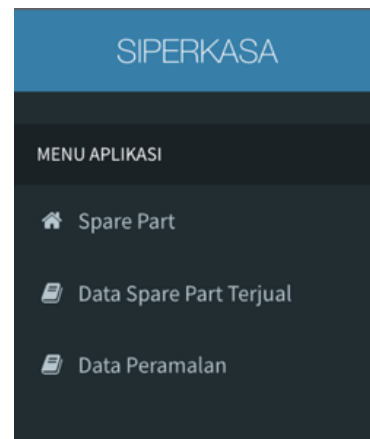 SIPERKASA
MENU APLIKASI
Spare Part
Data Spare Part Terjual
Data Peramalan